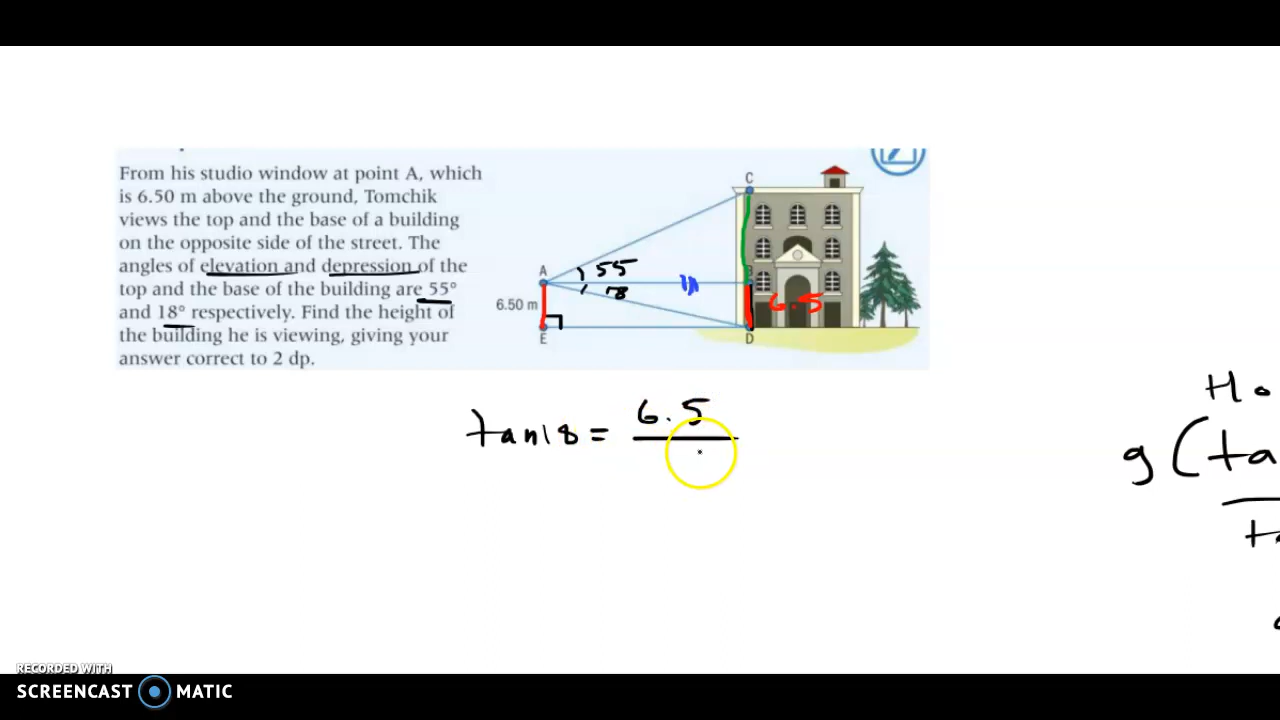 From his studio window at point A, which
is 6.50 m above the ground, Tomchik
views the top and the base of a building
on the opposite side of the street. The
angles of elevation and depression of the
top and the base of the building are 55°
and 18° respectively. Find the height of
the building he is viewing, giving your
answer correct to 2 dp.
C
A
55
18
B
6.50 m
6.5
E
D
tan18 = 6.5
Ho
g(ta
RECORDED WITH
SCREENCAST MATIC